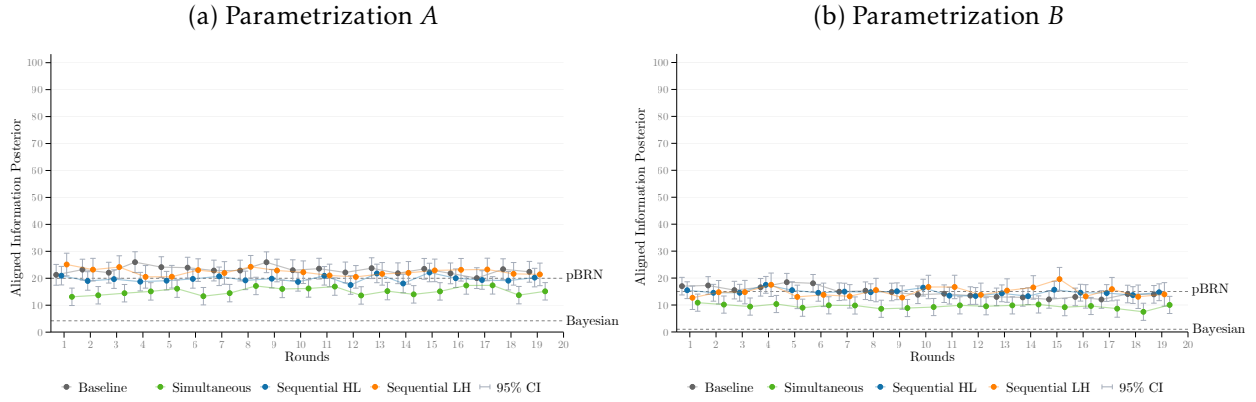 (a) Parametrization A
Aligned Information Posterior
100
90
80
70
60
50
40
30
20
10
0
pBRN
Bayesian
1 2 3 4 5 6 7 8 9 10 11 12 13 14 15 16 17 18 19 20
Rounds
Baseline Simultaneous Sequential HL Sequential LH 95% CI
(b) Parametrization B
Aligned Information Posterior
100
90
80
70
60
50
40
30
20
10
0
pBRN
Bayesian
1 2 3 4 5 6 7 8 9 10 11 12 13 14 15 16 17 18 19 20
Rounds
Baseline Simultaneous Sequential HL Sequential LH 95% CI